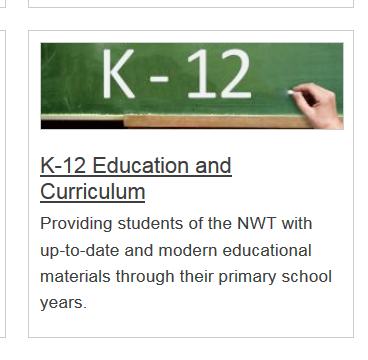 K - 12
K-12 Education and
Curriculum
Providing students of the NWT with
up-to-date and modern educational
materials through their primary school
years.